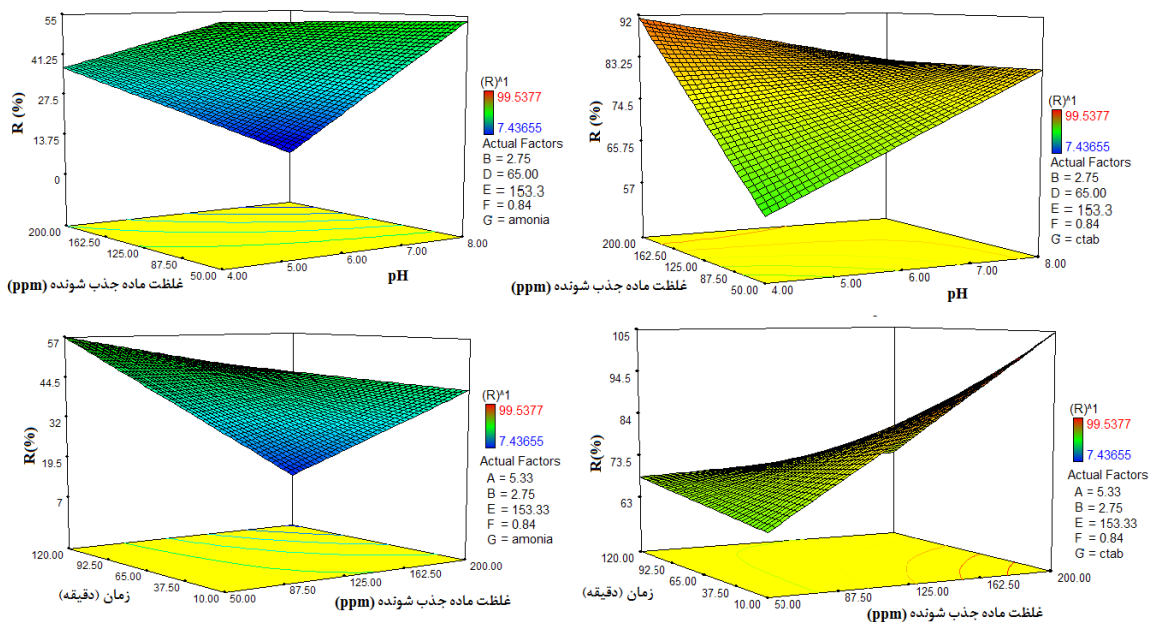 55
41.25
27.5
13.75
0
R (%)
200.00
162.50
125.00
87.50
50.00
4.00
5.00
6.00
7.00
8.00
غلظت ماده جذب شونده (ppm)
pH
(R)^1
99.5377
7.43655
Actual Factors
B = 2.75
D = 65.00
E = 153.3
F = 0.84
G = amonia
92
83.25
74.5
65.75
57
R (%)
200.00
162.50
125.00
87.50
50.00
4.00
5.00
6.00
7.00
8.00
غلظت ماده جذب شونده (ppm)
pH
(R)^1
99.5377
7.43655
Actual Factors
B = 2.75
D = 65.00
E = 153.3
F = 0.84
G = ctab
57
44.5
32
19.5
7
R(%)
120.00
92.50
65.00
37.50
10.00
50.00
87.50
125.00
162.50
200.00
زمان (دقیقه)
غلظت ماده جذب شونده (ppm)
(R)^1
99.5377
7.43655
Actual Factors
A = 5.33
B = 2.75
E = 153.33
F = 0.84
G = amonia
105
94.5
84
73.5
63
R(%)
120.00
92.50
65.00
37.50
10.00
50.00
87.50
125.00
162.50
200.00
زمان (دقیقه)
غلظت ماده جذب شونده (ppm)
(R)^1
99.5377
7.43655
Actual Factors
A = 5.33
B = 2.75
E = 153.33
F = 0.84
G = ctab